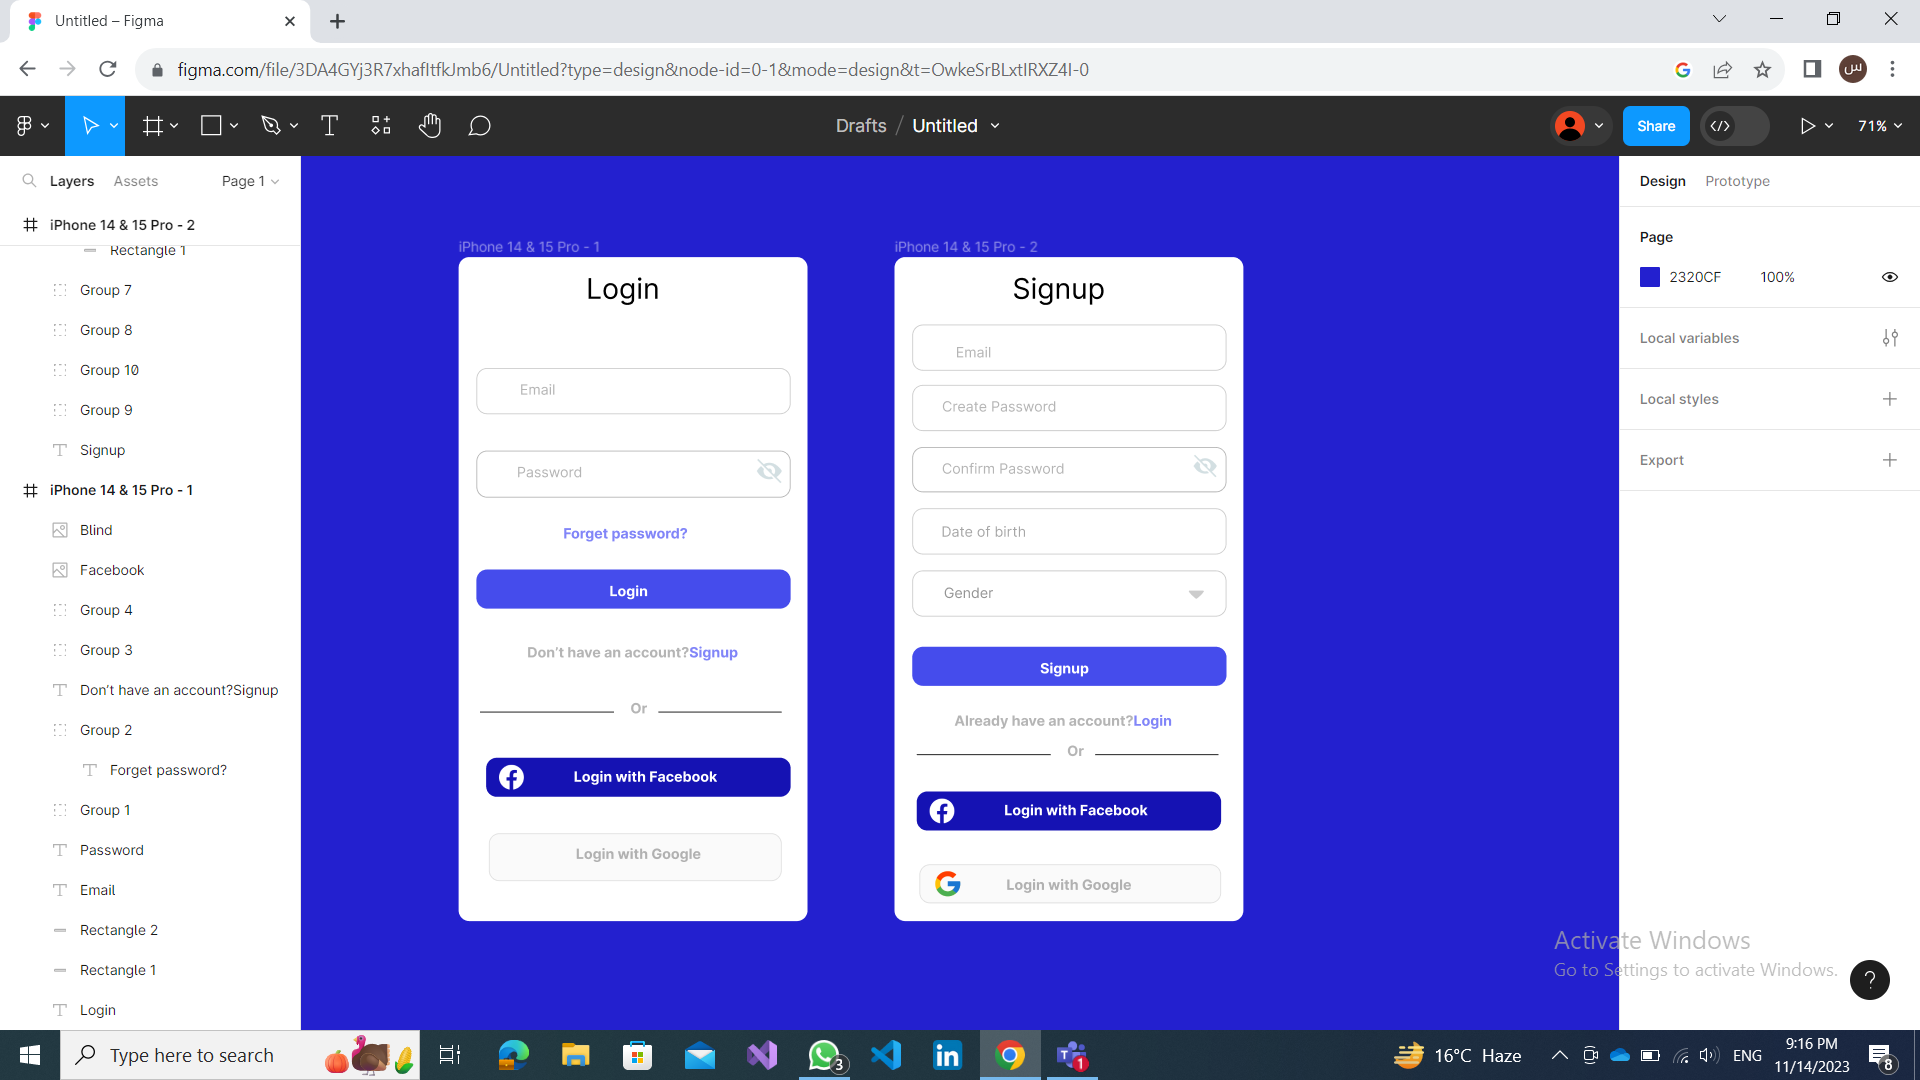 Untitled – Figma
figma.com/file/3DA4GYj3R7xhafItfkJmb6/Untitled?type=design&node-id=0-1&mode=design&t=OwkeSrBLxtIRXZ4I-0
س
Drafts / Untitled
Share
71%
Layers
Assets
Page 1
iPhone 14 & 15 Pro - 2
Rectangle 1
Group 7
Group 8
Group 10
Group 9
Signup
iPhone 14 & 15 Pro - 1
Blind
Facebook
Group 4
Group 3
Don’t have an account?Signup
Group 2
Forget password?
Group 1
Password
Email
Rectangle 2
Rectangle 1
Login
iPhone 14 & 15 Pro - 1
Login
Email
Password
Forget password?
Login
Don’t have an account?Signup
Or
Login with Facebook
Login with Google
iPhone 14 & 15 Pro - 2
Signup
Email
Create Password
Confirm Password
Date of birth
Gender
Signup
Already have an account?Login
Or
Login with Facebook
Login with Google
Design
Prototype
Page
2320CF
100%
Local variables
Local styles
Export
Activate Windows
Go to Settings to activate Windows.
?
Type here to search
3
1
16°C Haze
ENG
9:16 PM
11/14/2023
8